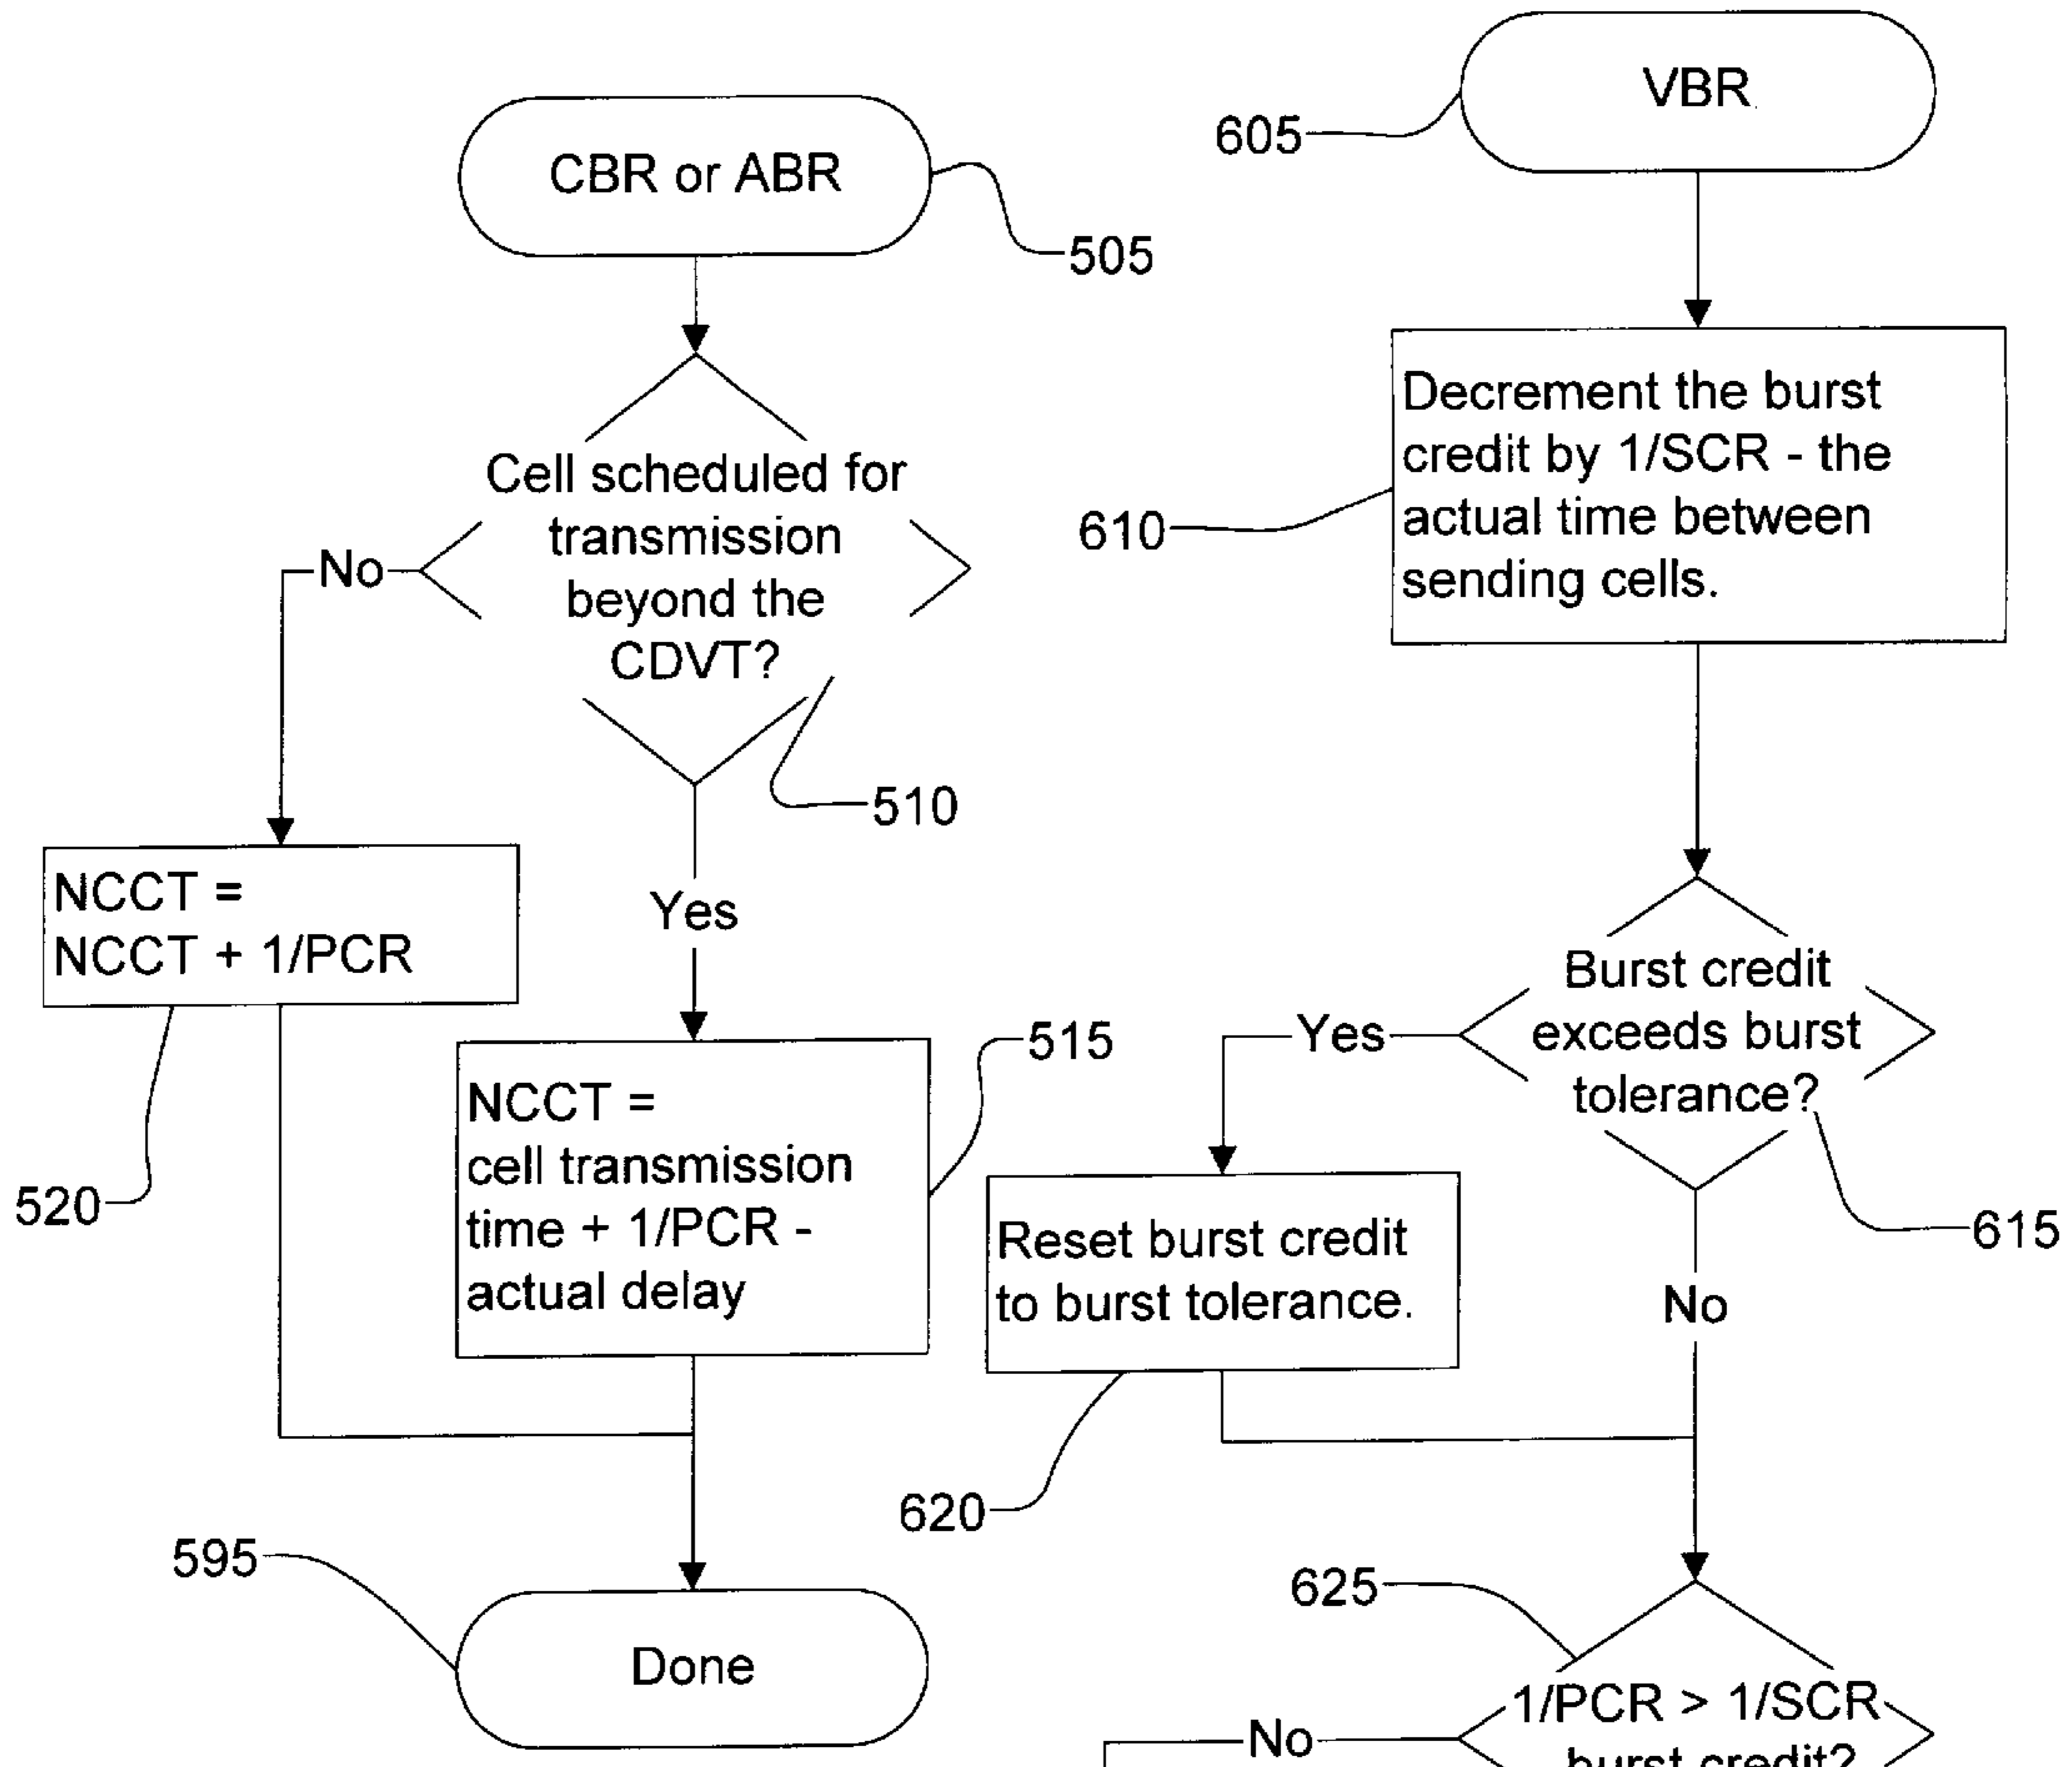 CBR or ABR
505
Cell scheduled for
transmission
beyond the
CDVT?
510
No
Yes
NCCT =
NCCT + 1/PCR
520
NCCT =
cell transmission
time + 1/PCR -
actual delay
515
Done
595
VBR
605
Decrement the burst
credit by 1/SCR - the
actual time between
sending cells.
610
Burst credit
exceeds burst
tolerance?
615
Yes
No
Reset burst credit
to burst tolerance.
620
625
1/PCR > 1/SCR
burst credit?
No